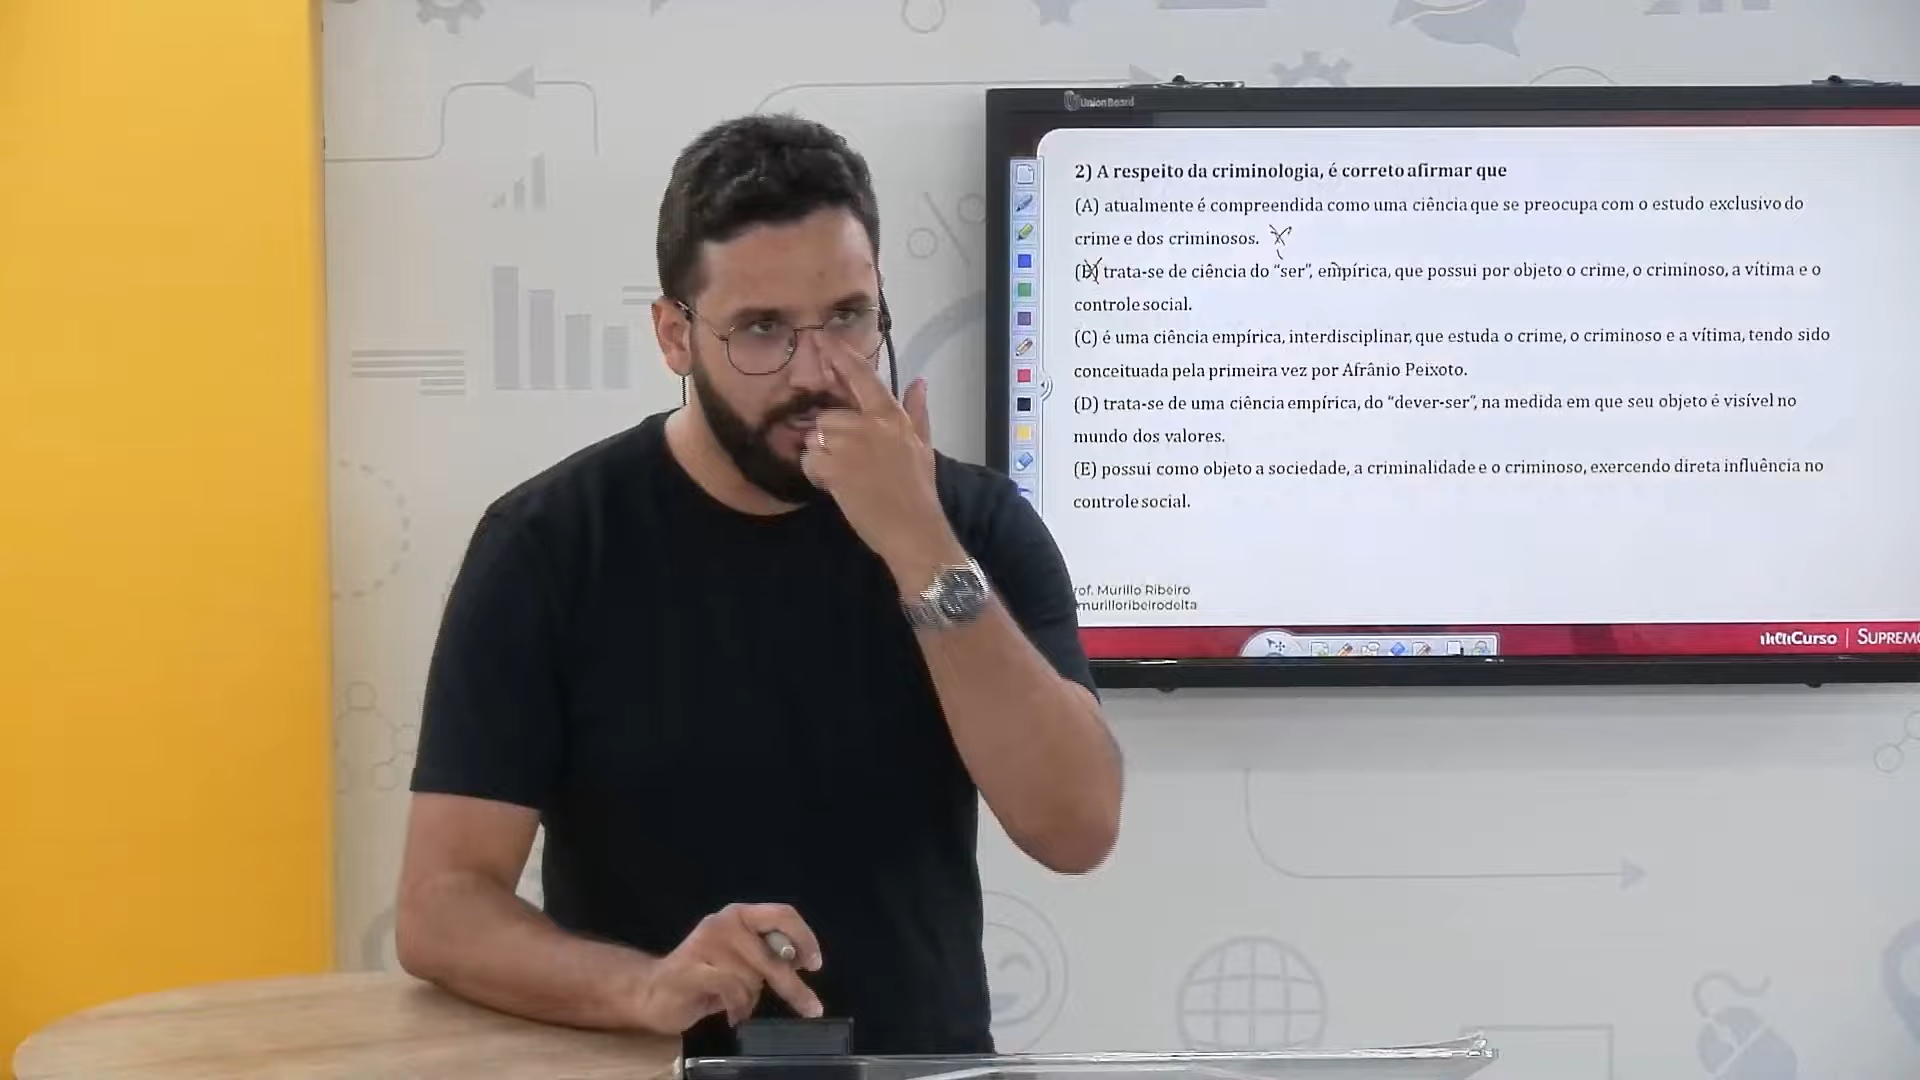 UnionBoard
2) A respeito da criminologia, é correto afirmar que
(A) atualmente é compreendida como uma ciência que se preocupa com o estudo exclusivo do
crime e dos criminosos.
(B) trata-se de ciência do “ser”, empírica, que possui por objeto o crime, o criminoso, a vítima e o
controle social.
(C) é uma ciência empírica, interdisciplinar, que estuda o crime, o criminoso e a vítima, tendo sido
conceituada pela primeira vez por Afrânio Peixoto.
(D) trata-se de uma ciência empírica, do “dever-ser”, na medida em que seu objeto é visível no
mundo dos valores.
(E) possui como objeto a sociedade, a criminalidade e o criminoso, exercendo direta influência no
controle social.
rof. Murillo Ribeiro
murilloribeirodelta
Curso | SUPREMO